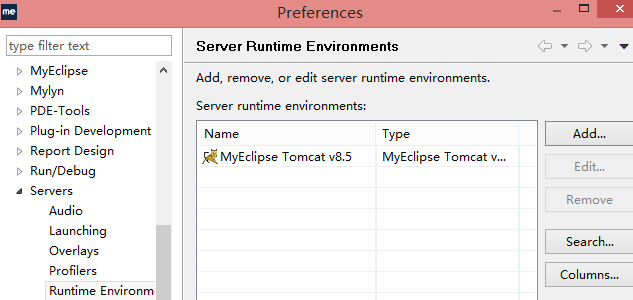 me
Preferences
type filter text
MyEclipse
Mylyn
PDE-Tools
Plug-in Development
Report Design
Run/Debug
Servers
Audio
Launching
Overlays
Profilers
Runtime Environm
Server Runtime Environments
Add, remove, or edit server runtime environments.
Server runtime environments:
Name Type
MyEclipse Tomcat v8.5 MyEclipse Tomcat v...
Add...
Edit...
Remove
Search...
Columns...